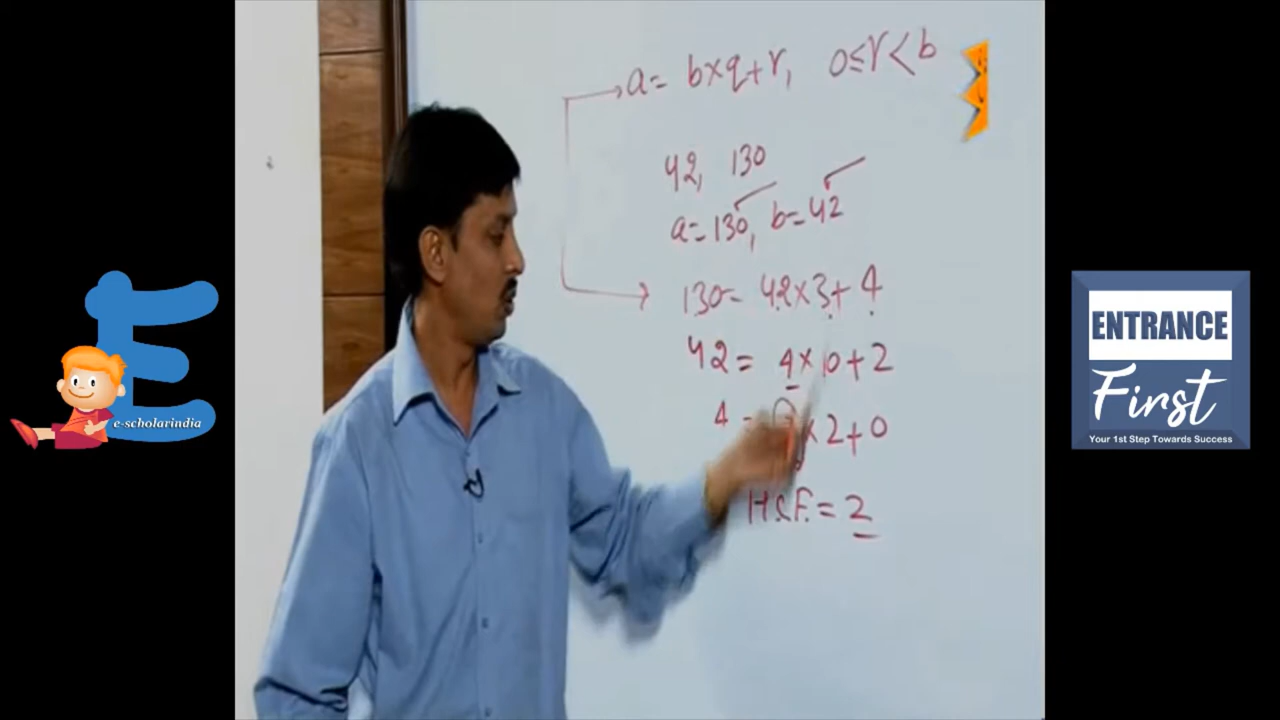 a = b×q+r, 0≤r<b
42, 130
a=130, b=42
130= 42×3+ 4
42 = 4×10+2
4 = ×2+0
H.C.F. = 2
e-scholarindia
ENTRANCE
First
Your 1st Step Towards Success